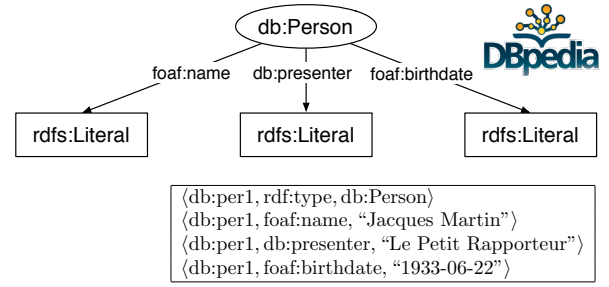 db:Person
DBpedia
foaf:name db:presenter foaf:birthdate
rdfs:Literal rdfs:Literal rdfs:Literal
⟨db:per1, rdf:type, db:Person⟩
⟨db:per1, foaf:name, “Jacques Martin”⟩
⟨db:per1, db:presenter, “Le Petit Rapporteur”⟩
⟨db:per1, foaf:birthdate, “1933-06-22”⟩